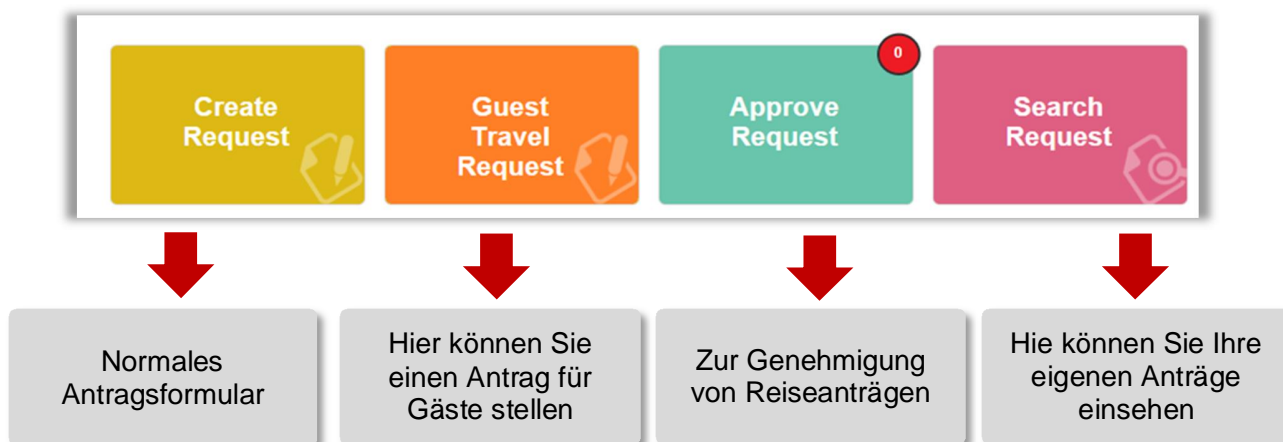 Create
Request
Guest
Travel
Request
0
Approve
Request
Search
Request
Normales
Antragsformular
Hier können Sie
einen Antrag für
Gäste stellen
Zur Genehmigung
von Reiseanträgen
Hie können Sie Ihre
eigenen Anträge
einsehen